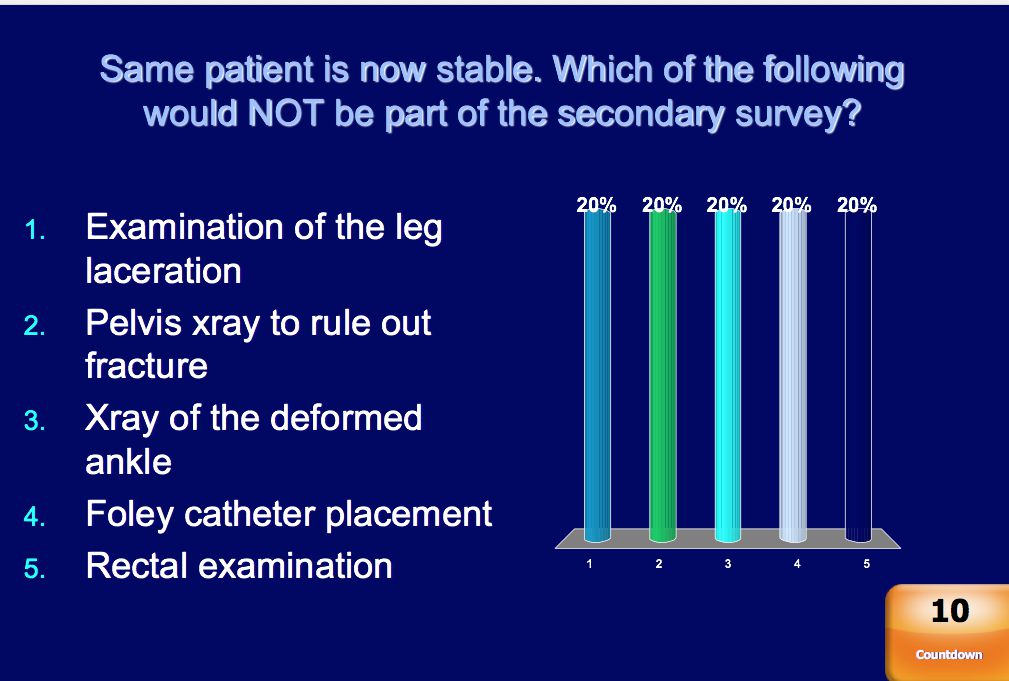 Same patient is now stable. Which of the following
would NOT be part of the secondary survey?
1. Examination of the leg
laceration
2. Pelvis xray to rule out
fracture
3. Xray of the deformed
ankle
4. Foley catheter placement
5. Rectal examination
20% 20% 20% 20% 20%
1 2 3 4 5
10
Countdown